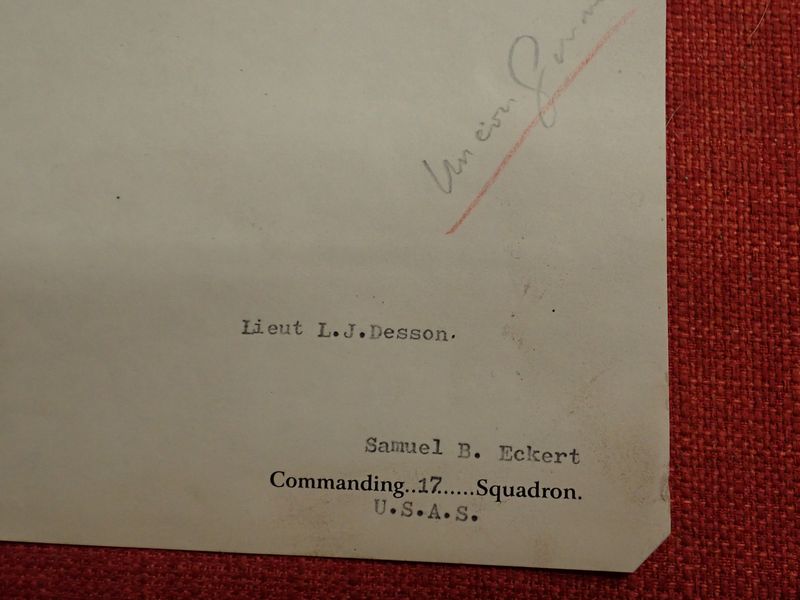 Lieut L.J.Desson.
Samuel B. Eckert
Commanding..17.....Squadron.
U.S.A.S.